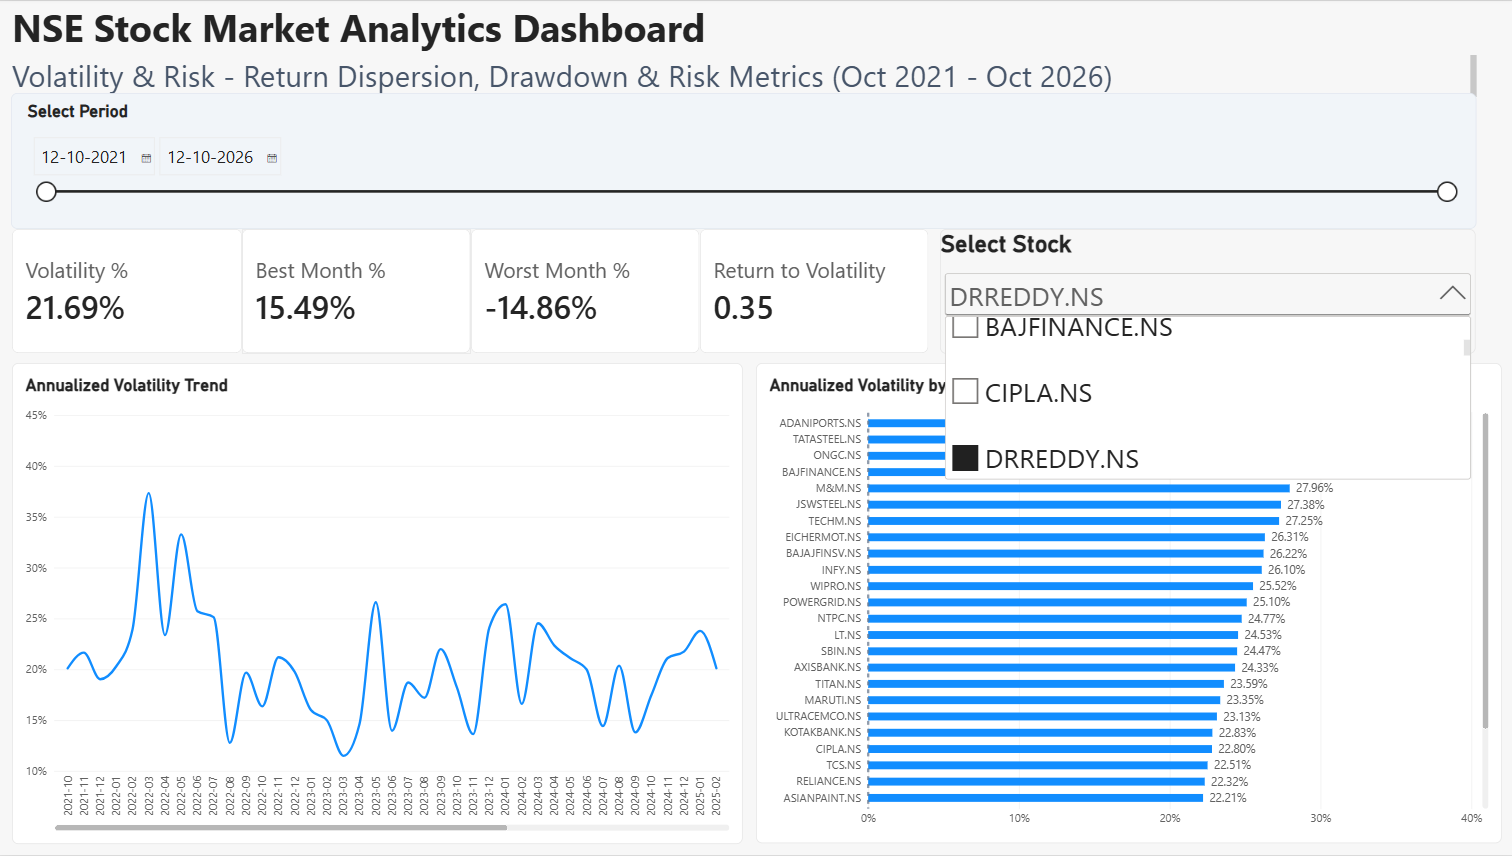 NSE Stock Market Analytics Dashboard
Volatility & Risk - Return Dispersion, Drawdown & Risk Metrics (Oct 2021 - Oct 2026)
Select Period
12-10-2021 12-10-2026
Volatility %
21.69%
Best Month %
15.49%
Worst Month %
-14.86%
Return to Volatility
0.35
Select Stock
DRREDDY.NS
BAJFINANCE.NS
CIPLA.NS
DRREDDY.NS
Annualized Volatility Trend
45%
40%
35%
30%
25%
20%
15%
10%
2021-10
2021-11
2022-01
2022-02
2022-03
2022-04
2022-05
2022-06
2022-07
2022-08
2022-09
2022-10
2022-11
2022-12
2023-01
2023-02
2023-03
2023-04
2023-05
2023-06
2023-07
2023-08
2023-09
2023-10
2023-11
2023-12
2024-01
2024-02
2024-03
2024-04
2024-05
2024-06
2024-07
2024-08
2024-09
2024-10
2024-11
2024-12
2025-01
2025-02
Annualized Volatility by
ADANIPORTS.NS
TATASTEEL.NS
ONGC.NS
BAJFINANCE.NS
M&M.NS 27.96%
JSWSTEEL.NS 27.38%
TECHM.NS 27.25%
EICHERMOT.NS 26.31%
BAJAJFINSV.NS 26.22%
INFY.NS 26.10%
WIPRO.NS 25.52%
POWERGRID.NS 25.10%
NTPC.NS 24.77%
LT.NS 24.53%
SBIN.NS 24.47%
AXISBANK.NS 24.33%
TITAN.NS 23.59%
MARUTI.NS 23.35%
ULTRACEMCO.NS 23.13%
KOTAKBANK.NS 22.83%
CIPLA.NS 22.80%
TCS.NS 22.51%
RELIANCE.NS 22.32%
ASIANPAINT.NS 22.21%
0% 10% 20% 30% 40%